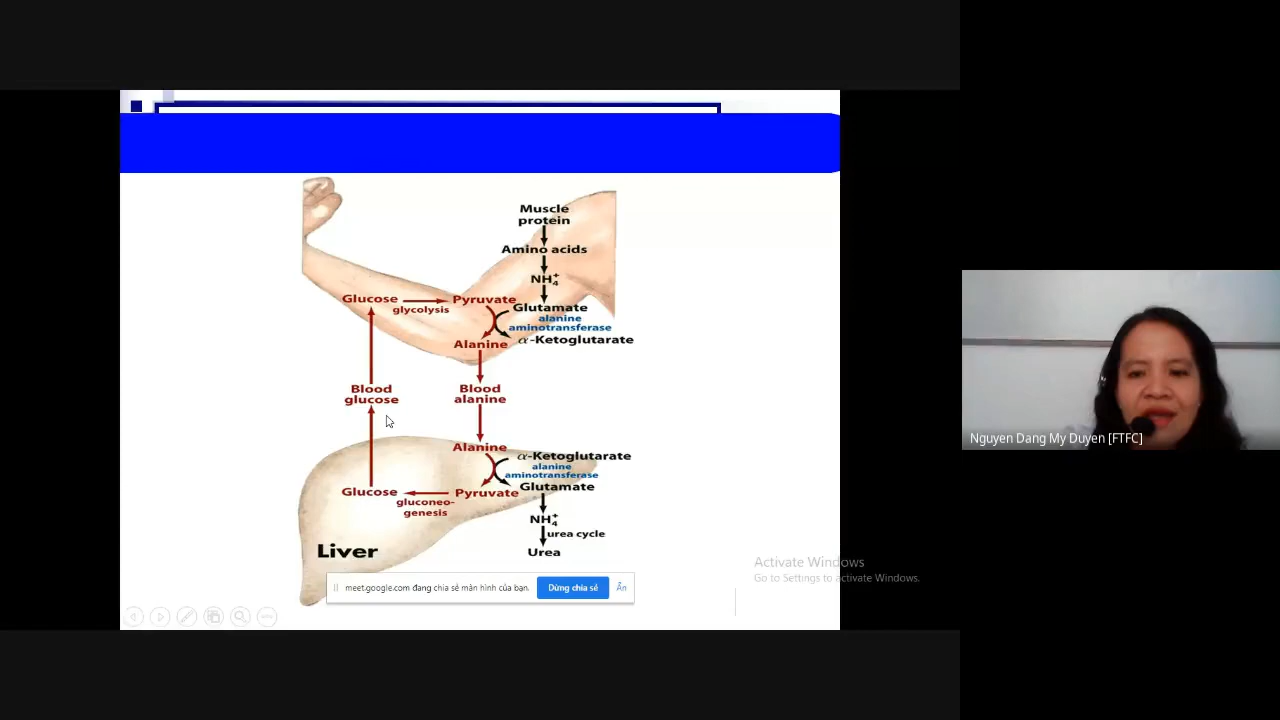 Muscle
protein
Amino acids
NH₄⁺
Glucose
glycolysis
Pyruvate
Glutamate
alanine
aminotransferase
α-Ketoglutarate
Alanine
Blood
glucose
Blood
alanine
Alanine
α-Ketoglutarate
alanine
aminotransferase
Glutamate
Glucose
gluconeo-
genesis
Pyruvate
NH₄⁺
urea cycle
Urea
Liver
meet.google.com đang chia sẻ màn hình của bạn.
Dừng chia sẻ
Ẩn
Activate Windows
Go to Settings to activate Windows.
Nguyen Dang My Duyen [FTFC]